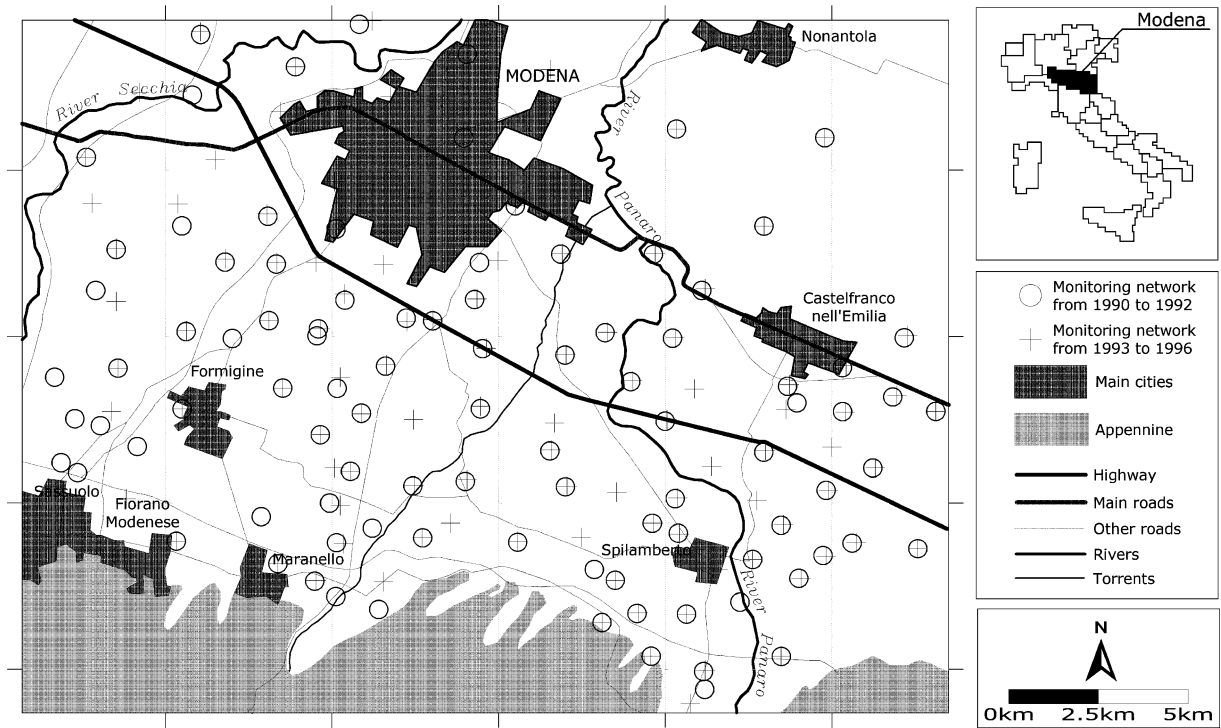 Nonantola
MODENA
River Secchia
River
Panaro
Castelfranco
nell'Emilia
Formigine
Sassuolo
Fiorano
Modenese
Maranello
Spilamberto
River
Panaro
Modena
Monitoring network
from 1990 to 1992
Monitoring network
from 1993 to 1996
Main cities
Appennine
Highway
Main roads
Other roads
Rivers
Torrents
N
0km 2.5km 5km